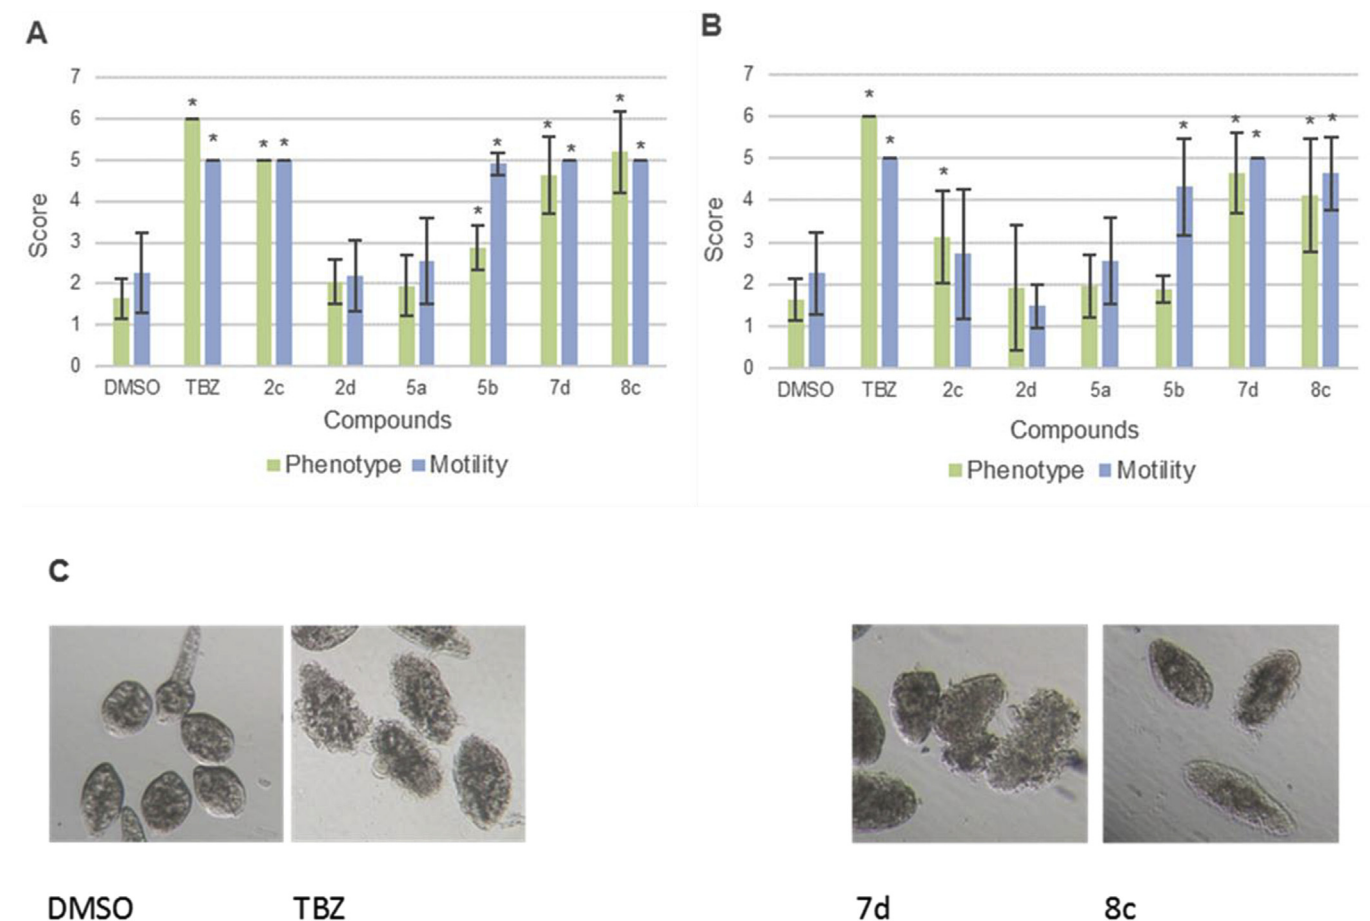 A
7
6
5
4
3
2
1
0
Score
* * * * * * * * * *
DMSO TBZ 2c 2d 5a 5b 7d 8c
Compounds
Phenotype Motility
B
7
6
5
4
3
2
1
0
Score
* * * * * * * *
DMSO TBZ 2c 2d 5a 5b 7d 8c
Compounds
Phenotype Motility
C
DMSO TBZ 7d 8c